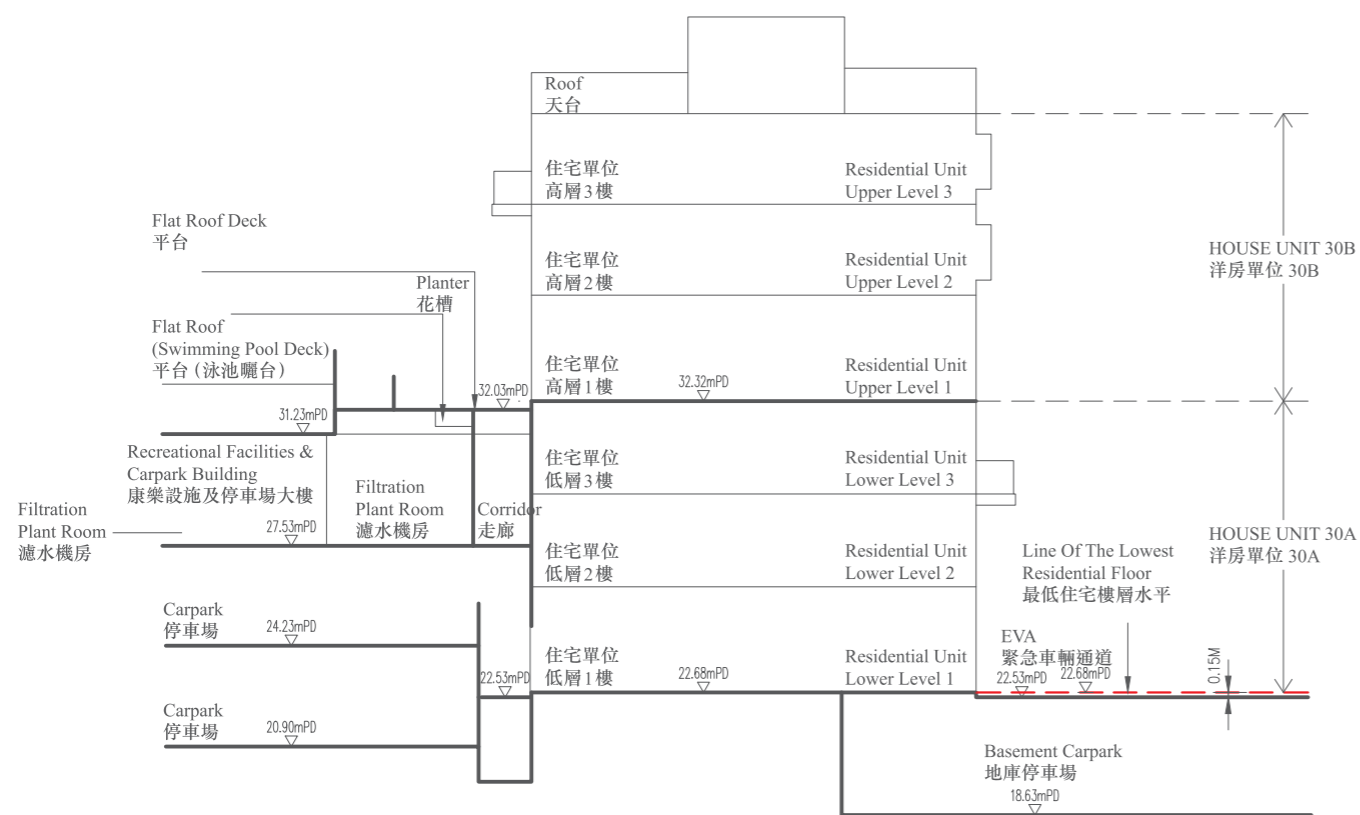 Roof
天台
住宅單位
高層3樓
Residential Unit
Upper Level 3
Flat Roof Deck
平台
住宅單位
高層2樓
Residential Unit
Upper Level 2
HOUSE UNIT 30B
洋房單位 30B
Planter
花槽
Flat Roof
(Swimming Pool Deck)
平台 (泳池曬台)
住宅單位
高層1樓
32.32mPD
Residential Unit
Upper Level 1
32.03mPD
31.23mPD
Recreational Facilities &
Carpark Building
康樂設施及停車場大樓
Filtration
Plant Room
濾水機房
Filtration
Plant Room
濾水機房
Corridor
走廊
27.53mPD
住宅單位
低層3樓
Residential Unit
Lower Level 3
住宅單位
低層2樓
Residential Unit
Lower Level 2
HOUSE UNIT 30A
洋房單位 30A
Line Of The Lowest
Residential Floor
最低住宅樓層水平
Carpark
停車場
24.23mPD
22.53mPD
住宅單位
低層1樓
22.68mPD
Residential Unit
Lower Level 1
EVA
緊急車輛通道
22.53mPD
22.68mPD
0.15M
Carpark
停車場
20.90mPD
Basement Carpark
地庫停車場
18.63mPD